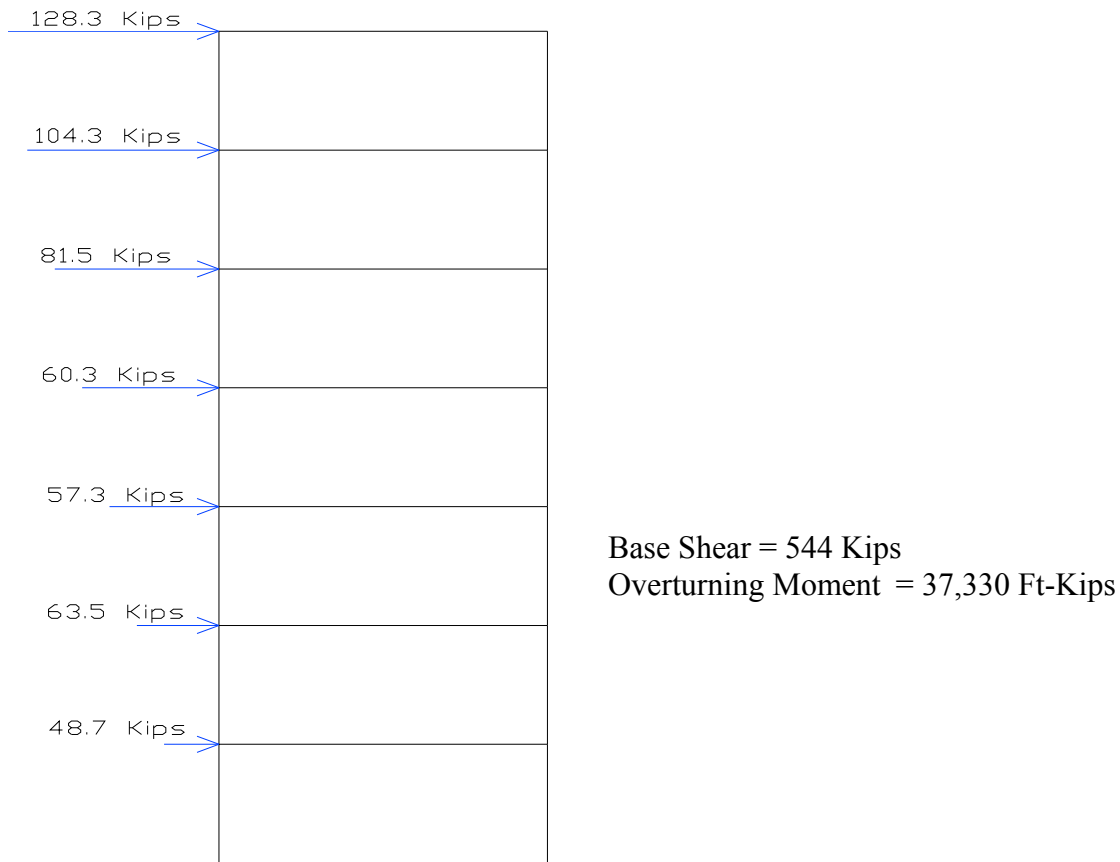 128.3 Kips
104.3 Kips
81.5 Kips
60.3 Kips
57.3 Kips
63.5 Kips
48.7 Kips
Base Shear = 544 Kips
Overturning Moment = 37,330 Ft-Kips